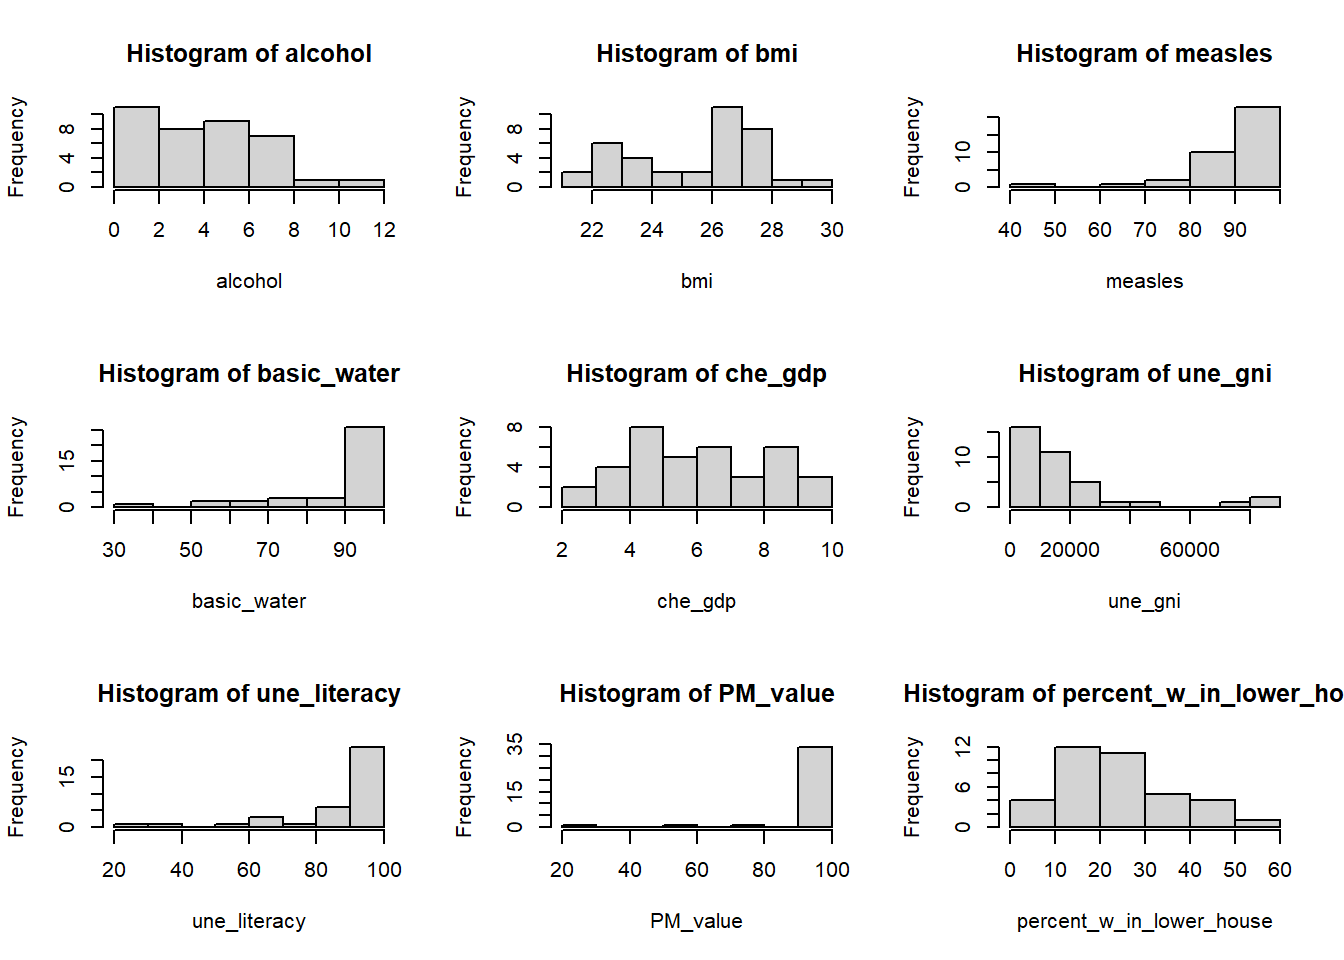 Histogram of alcohol
Frequency
0 4 8
0 2 4 6 8 10 12
alcohol
Histogram of bmi
Frequency
0 4 8
22 24 26 28 30
bmi
Histogram of measles
Frequency
0 10
40 50 60 70 80 90
measles
Histogram of basic_water
Frequency
0 15
30 50 70 90
basic_water
Histogram of che_gdp
Frequency
0 4 8
2 4 6 8 10
che_gdp
Histogram of une_gni
Frequency
0 10
0 20000 60000
une_gni
Histogram of une_literacy
Frequency
0 15
20 40 60 80 100
une_literacy
Histogram of PM_value
Frequency
0 15 35
20 40 60 80 100
PM_value
Histogram of percent_w_in_lower_ho
Frequency
0 6 12
0 10 20 30 40 50 60
percent_w_in_lower_house